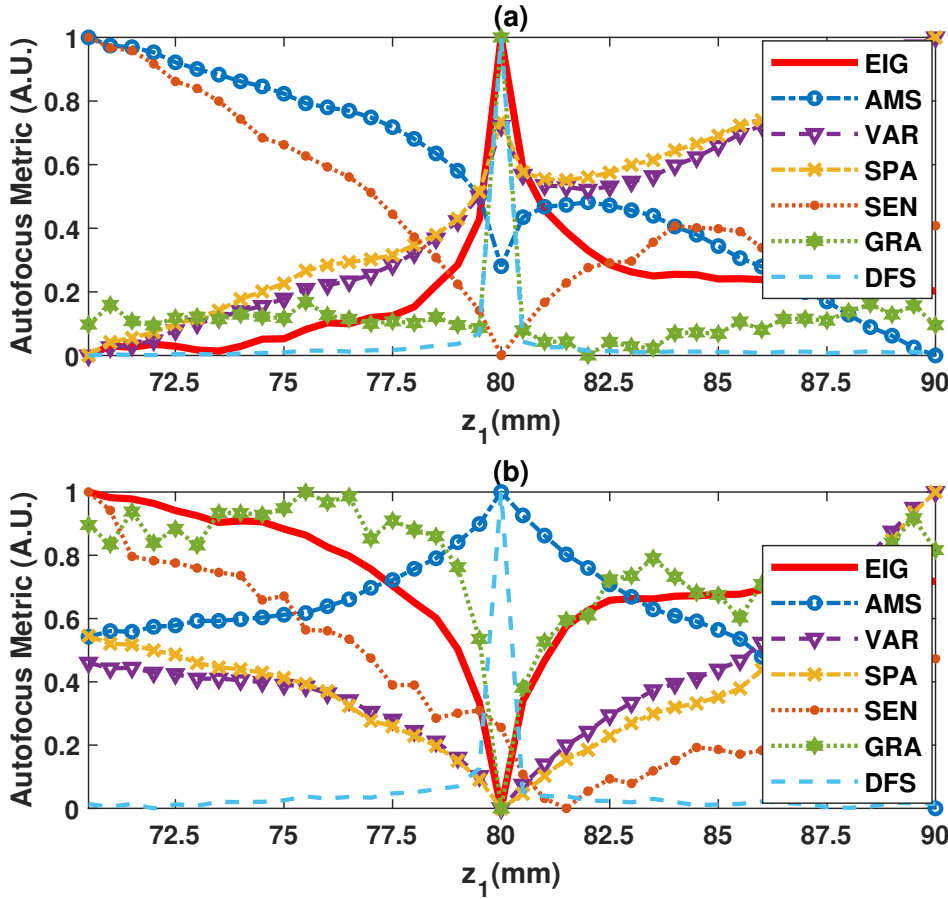 (a)
Autofocus Metric (A.U.)
1
0.8
0.6
0.4
0.2
0
72.5 75 77.5 80 82.5 85 87.5 90
z_1(mm)
EIG
AMS
VAR
SPA
SEN
GRA
DFS
(b)
Autofocus Metric (A.U.)
1
0.8
0.6
0.4
0.2
0
72.5 75 77.5 80 82.5 85 87.5 90
z_1(mm)
EIG
AMS
VAR
SPA
SEN
GRA
DFS